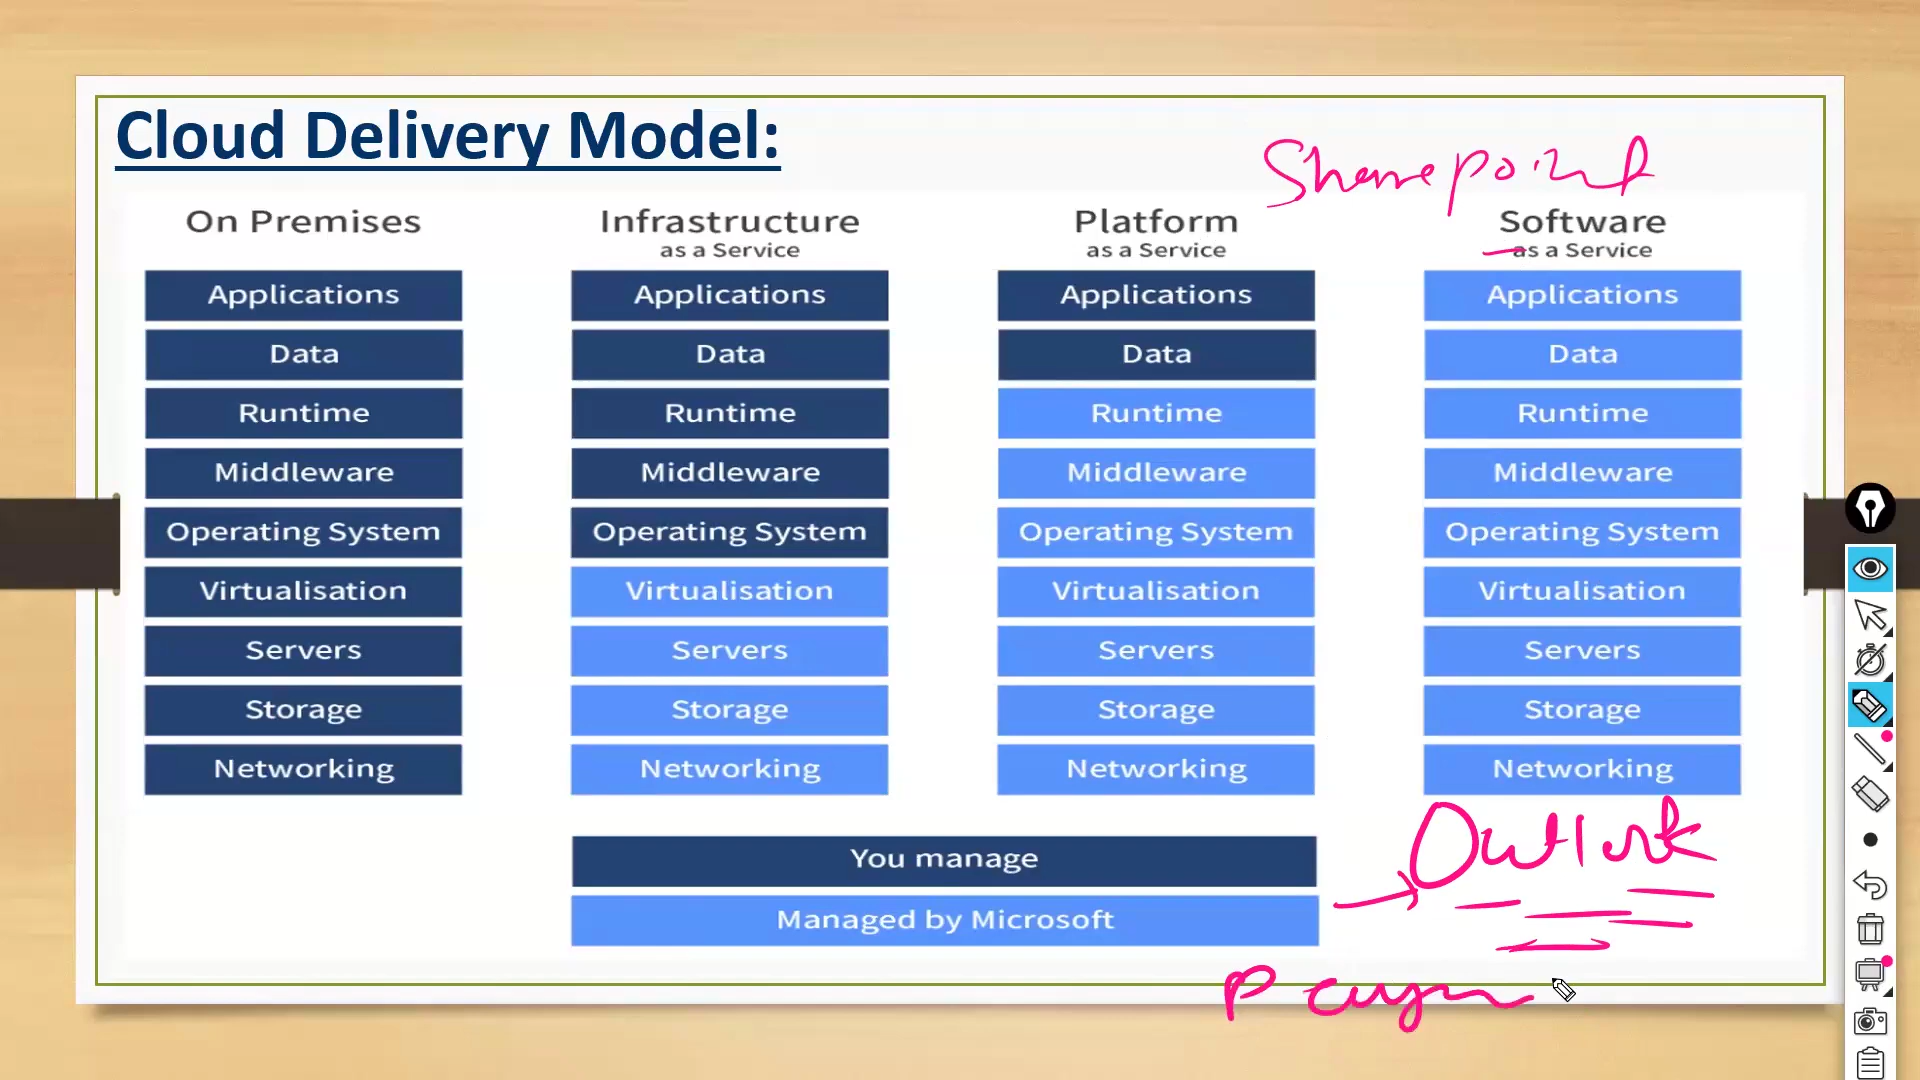 Cloud Delivery Model:
Sharepoint
On Premises
Applications
Data
Runtime
Middleware
Operating System
Virtualisation
Servers
Storage
Networking
Infrastructure
as a Service
Applications
Data
Runtime
Middleware
Operating System
Virtualisation
Servers
Storage
Networking
Platform
as a Service
Applications
Data
Runtime
Middleware
Operating System
Virtualisation
Servers
Storage
Networking
Software
as a Service
Applications
Data
Runtime
Middleware
Operating System
Virtualisation
Servers
Storage
Networking
You manage
Managed by Microsoft
Outlook